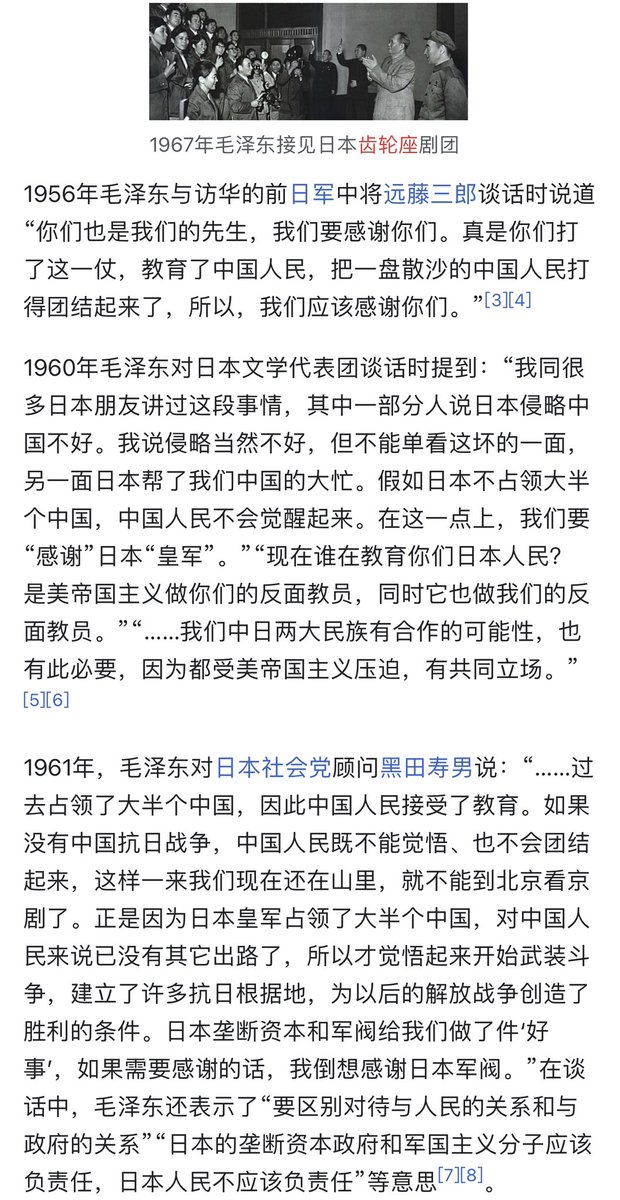 1967年毛泽东接见日本齿轮座剧团
1956年毛泽东与访华的前日军中将远藤三郎谈话时说道
“你们也是我们的先生，我们要感谢你们。真是你们打
了这一仗，教育了中国人民，把一盘散沙的中国人民打
得团结起来了，所以，我们应该感谢你们。”[3][4]
1960年毛泽东对日本文学代表团谈话时提到：“我同很
多日本朋友讲过这段事情，其中一部分人说日本侵略中
国不好。我说侵略当然不好，但不能单看这坏的一面，
另一面日本帮了我们中国的大忙。假如日本不占领大半
个中国，中国人民不会觉醒起来。在这一点上，我们要
“感谢”日本“皇军”。”“现在谁在教育你们日本人民？
是美帝国主义做你们的反面教员，同时它也做我们的反
面教员。”“……我们中日两大民族有合作的可能性，也
有此必要，因为都受美帝国主义压迫，有共同立场。”
[5][6]
1961年，毛泽东对日本社会党顾问黑田寿男说：“……过
去占领了大半个中国，因此中国人民接受了教育。如果
没有中国抗日战争，中国人民既不能觉悟、也不会团结
起来，这样一来我们现在还在山里，就不能到北京看京
剧了。正是因为日本皇军占领了大半个中国，对中国人
民来说已没有其它出路了，所以才觉悟起来开始武装斗
争，建立了许多抗日根据地，为以后的解放战争创造了
胜利的条件。日本垄断资本和军阀给我们做了件‘好
事’，如果需要感谢的话，我倒想感谢日本军阀。”在谈
话中，毛泽东还表示了“要区别对待与人民的关系和与
政府的关系”“日本的垄断资本政府和军国主义分子应该
负责任，日本人民不应该负责任”等意思[7][8]。